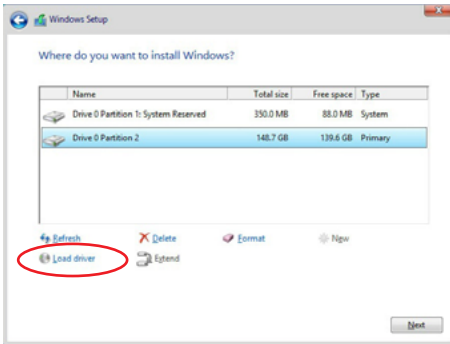 Windows Setup
Where do you want to install Windows?
Name Total size Free space Type
Drive 0 Partition 1: System Reserved 350.0 MB 88.0 MB System
Drive 0 Partition 2 148.7 GB 139.6 GB Primary
Refresh Delete Format New
Load driver Extend
Next